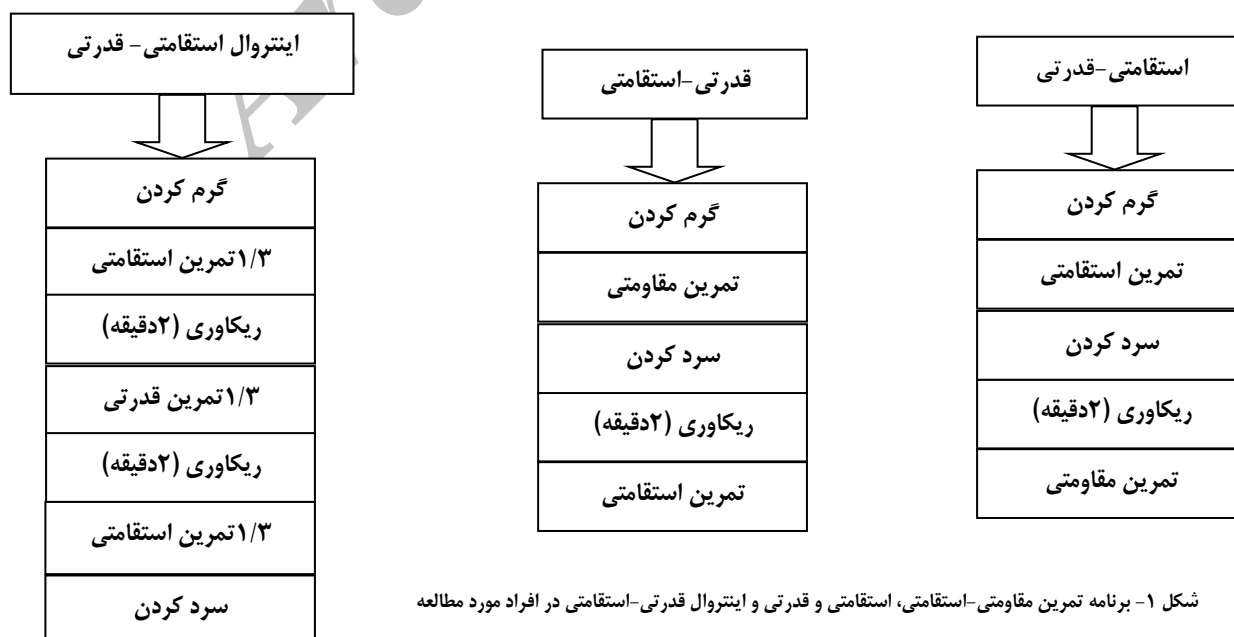 استقامتی-قدرتی
گرم کردن
تمرین استقامتی
سرد کردن
ریکاوری (۲دقیقه)
تمرین مقاومتی
قدرتی-استقامتی
گرم کردن
تمرین مقاومتی
سرد کردن
ریکاوری (۲دقیقه)
تمرین استقامتی
اینتروال استقامتی- قدرتی
گرم کردن
۱/۳تمرین استقامتی
ریکاوری (۲دقیقه)
۱/۳تمرین قدرتی
ریکاوری (۲دقیقه)
۱/۳تمرین استقامتی
سرد کردن
شکل ۱- برنامه تمرین مقاومتی-استقامتی، استقامتی و قدرتی و اینتروال قدرتی-استقامتی در افراد مورد مطالعه